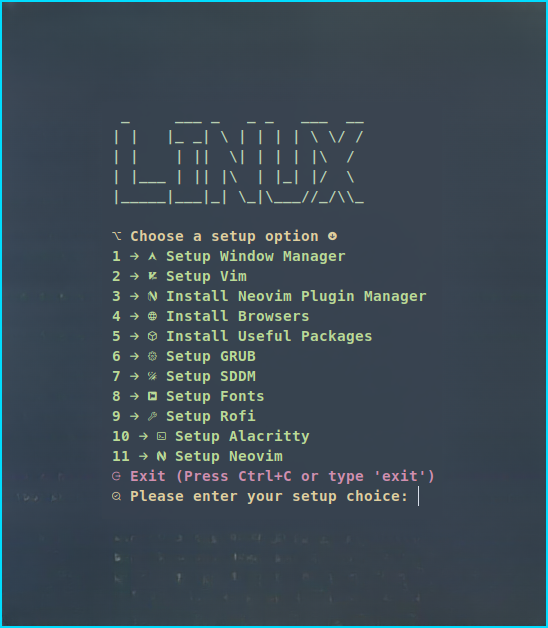 LINUX
Choose a setup option
1 → Setup Window Manager
2 → Setup Vim
3 → Install Neovim Plugin Manager
4 → Install Browsers
5 → Install Useful Packages
6 → Setup GRUB
7 → Setup SDDM
8 → Setup Fonts
9 → Setup Rofi
10 → Setup Alacritty
11 → Setup Neovim
Exit (Press Ctrl+C or type 'exit')
Please enter your setup choice: